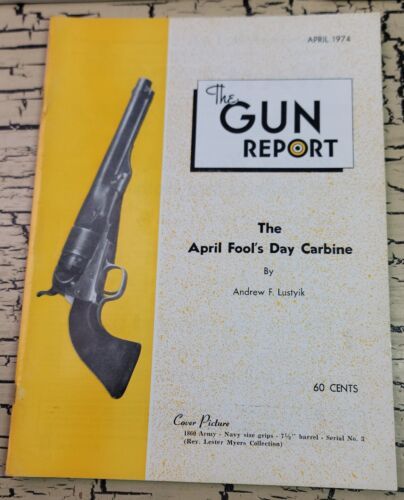 APRIL 1974
The
GUN
REPORT
The
April Fool's Day Carbine
By
Andrew F. Lustyik
60 CENTS
Cover Picture
1860 Army - Navy size grips - 7½" barrel - Serial No. 3
(Rev. Lester Myers Collection)